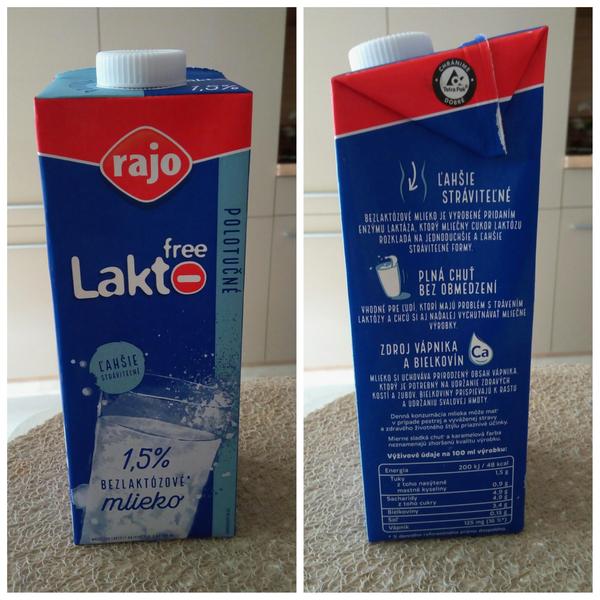 1,5%
rajo
POLOTUČNÉ
free
Lakto
ĽAHŠIE
STRÁVITEĽNÉ
1,5%
BEZLAKTÓZOVÉ
mlieko
CHRÁNIME
Tetra Pak
DOBRÉ
ĽAHŠIE
STRÁVITEĽNÉ
BEZLAKTÓZOVÉ MLIEKO JE VYROBENÉ PRIDANÍM
ENZÝMU LAKTÁZA, KTORÝ MLIEČNY CUKOR LAKTÓZU
ROZKLADÁ NA JEDNODUCHŠIE A ĽAHŠIE
STRÁVITEĽNÉ FORMY.
PLNÁ CHUŤ
BEZ OBMEDZENÍ
VHODNÉ PRE ĽUDÍ, KTORÍ MAJÚ PROBLÉM S TRÁVENÍM
LAKTÓZY A CHCÚ SI AJ NAĎALEJ VYCHUTNÁVAŤ MLIEČNE
VÝROBKY.
ZDROJ VÁPNIKA
A BIELKOVÍN
Ca
MLIEKO SI UCHOVÁVA PRIRODZENÝ OBSAH VÁPNIKA,
KTORÝ JE POTREBNÝ NA UDRŽANIE ZDRAVÝCH
KOSTÍ A ZUBOV. BIELKOVINY PRISPIEVAJÚ K RASTU
A UDRŽANIU SVALOVEJ HMOTY.
Denná konzumácia mlieka môže mať
v prípade pestrej a vyváženej stravy
a zdravého životného štýlu priaznivé účinky.
Mierne sladká chuť a karamelová farba
neznamenajú zhoršenú kvalitu výrobku.
Výživové údaje na 100 ml výrobku:
Energia 200 kJ / 48 kcal
Tuky 1,5 g
z toho nasýtené
mastné kyseliny 0,9 g
Sacharidy 4,9 g
z toho cukry 4,9 g
Bielkoviny 3,4 g
Soľ 0,13 g
Vápnik 125 mg (16 %*)